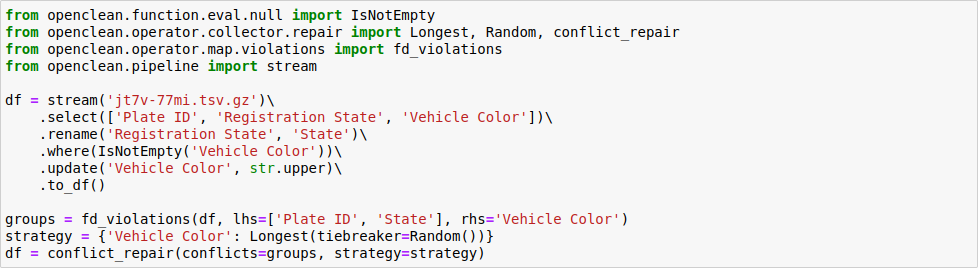 from openclean.function.eval.null import IsNotEmpty
from openclean.operator.collector.repair import Longest, Random, conflict_repair
from openclean.operator.map.violations import fd_violations
from openclean.pipeline import stream

df = stream('jt7v-77mi.tsv.gz')\
    .select(['Plate ID', 'Registration State', 'Vehicle Color'])\
    .rename('Registration State', 'State')\
    .where(IsNotEmpty('Vehicle Color'))\
    .update('Vehicle Color', str.upper)\
    .to_df()

groups = fd_violations(df, lhs=['Plate ID', 'State'], rhs='Vehicle Color')
strategy = {'Vehicle Color': Longest(tiebreaker=Random())}
df = conflict_repair(conflicts=groups, strategy=strategy)